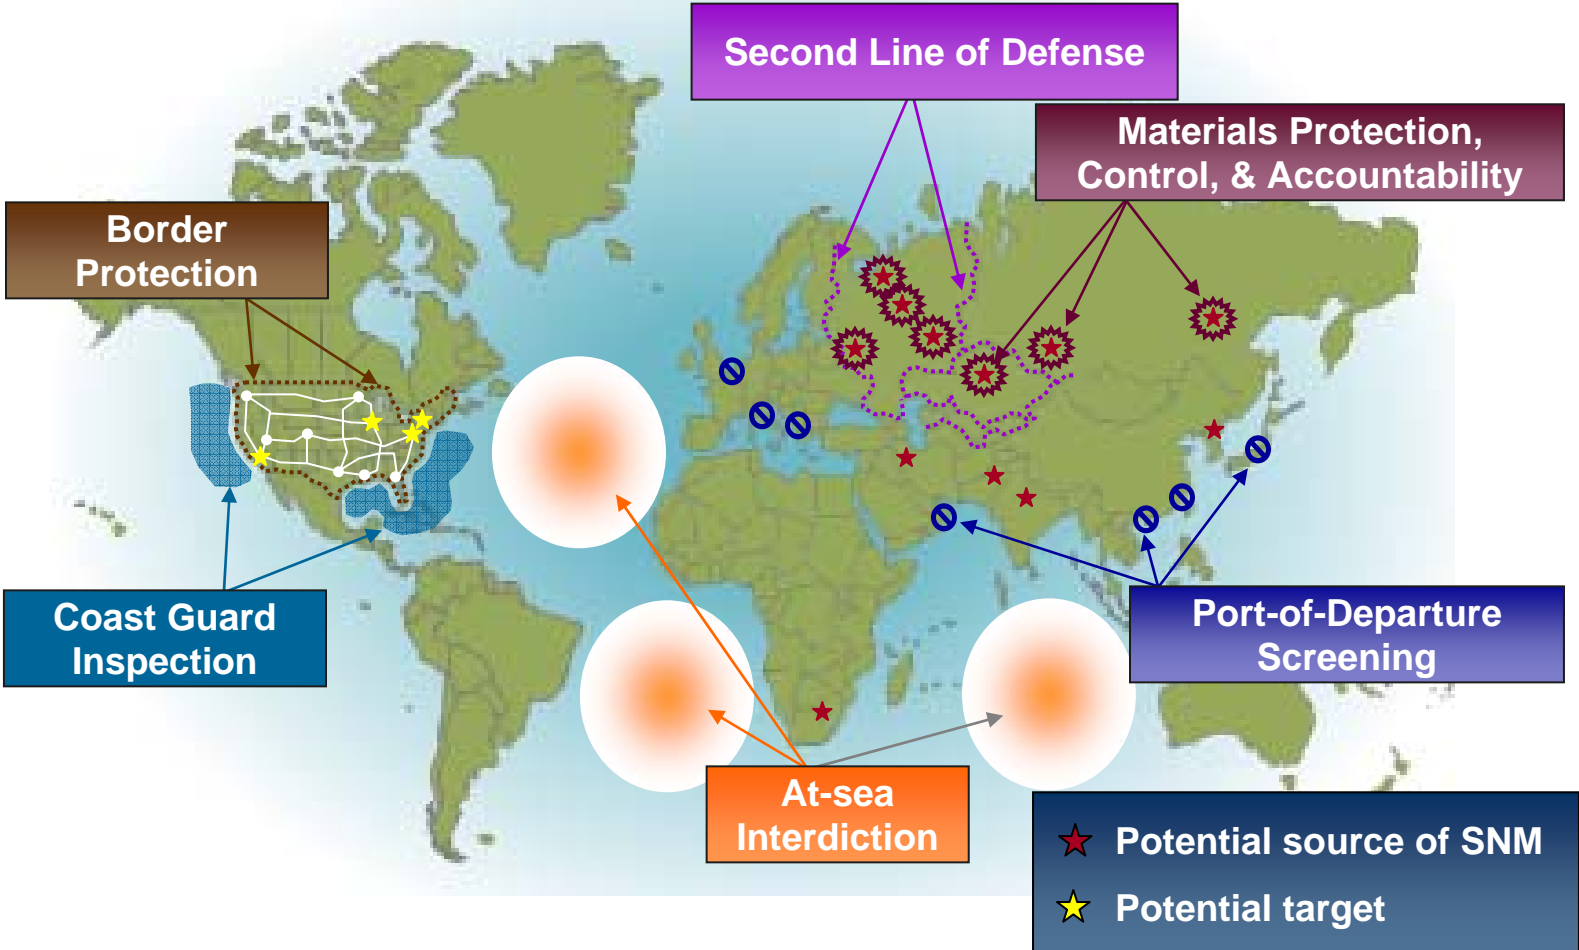 Second Line of Defense
Materials Protection,
Control, & Accountability
Border
Protection
Coast Guard
Inspection
Port-of-Departure
Screening
At-sea
Interdiction
Potential source of SNM
Potential target